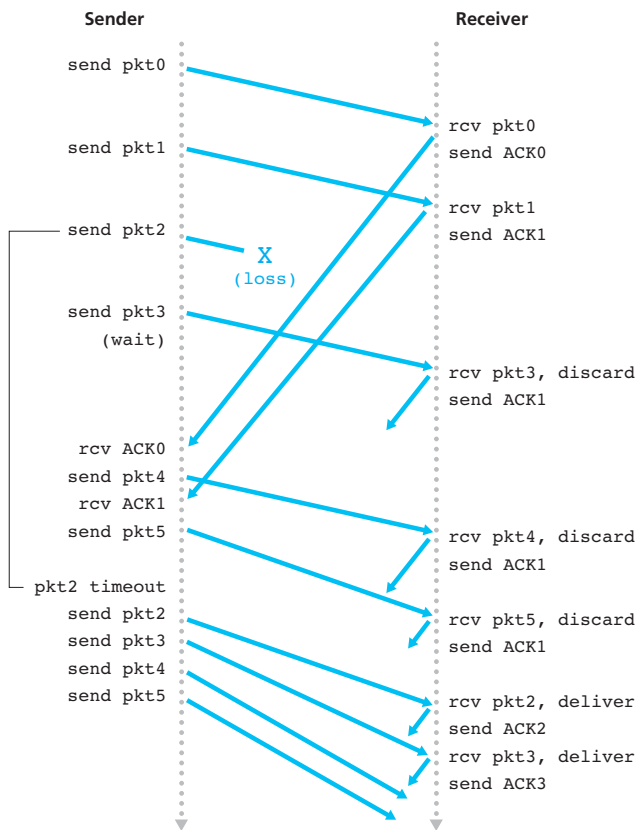 Sender
Receiver
send pkt0
rcv pkt0
send ACK0
send pkt1
rcv pkt1
send ACK1
send pkt2
X
(loss)
send pkt3
(wait)
rcv pkt3, discard
send ACK1
rcv ACK0
send pkt4
rcv ACK1
send pkt5
rcv pkt4, discard
send ACK1
pkt2 timeout
send pkt2
send pkt3
send pkt4
send pkt5
rcv pkt5, discard
send ACK1
rcv pkt2, deliver
send ACK2
rcv pkt3, deliver
send ACK3